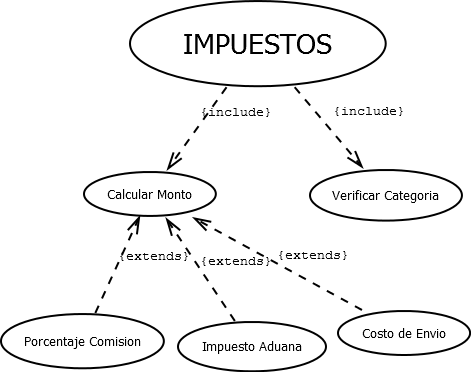 IMPUESTOS
{include}
{include}
Calcular Monto
Verificar Categoria
{extends}
{extends}
{extends}
Porcentaje Comision
Impuesto Aduana
Costo de Envio